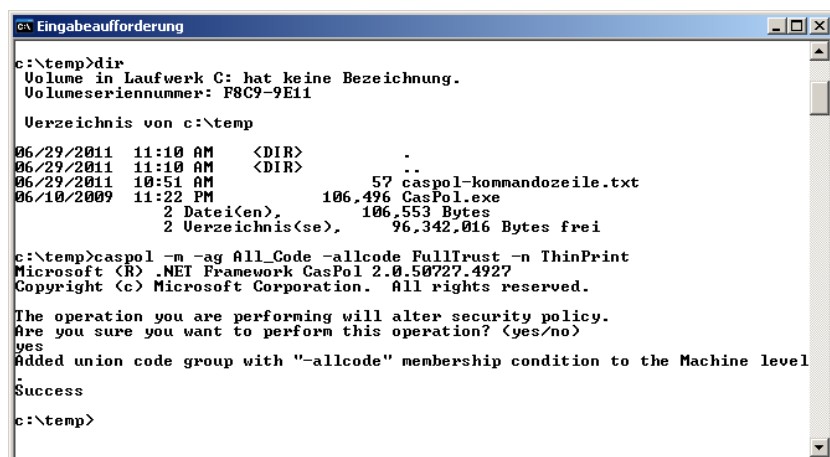 Eingabeaufforderung
c:\temp>dir
Volume in Laufwerk C: hat keine Bezeichnung.
Volumeseriennummer: F8C9-9E11
Verzeichnis von c:\temp
06/29/2011 11:10 AM <DIR> .
06/29/2011 11:10 AM <DIR> ..
06/29/2011 10:51 AM 57 caspol-kommandozeile.txt
06/10/2009 11:22 PM 106,496 CasPol.exe
2 Datei(en), 106,553 Bytes
2 Verzeichnis(se), 96,342,016 Bytes frei
c:\temp>caspol -m -ag All_Code -allcode FullTrust -n ThinPrint
Microsoft (R) .NET Framework CasPol 2.0.50727.4927
Copyright (c) Microsoft Corporation. All rights reserved.
The operation you are performing will alter security policy.
Are you sure you want to perform this operation? (yes/no)
yes
Added union code group with "-allcode" membership condition to the Machine level
.
Success
c:\temp>